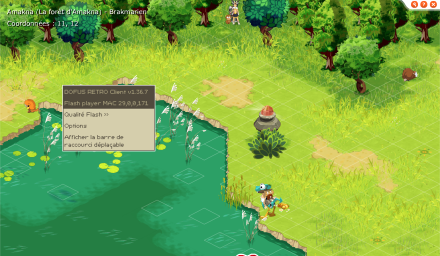 Amakna (La forêt d'Amakna) - Brakmarien
Coordonnées : 11, 12
DOFUS RETRO Client v1.36.7
Flash player MAC 29,0,0,171
Qualité Flash >>
Options
Afficher la barre de
raccourci déplaçable